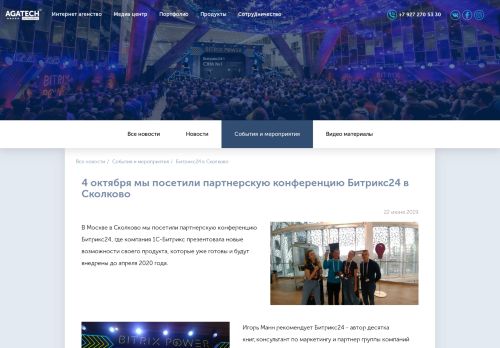 AGATECH
Интернет агентство
Медиа центр
Портфолио
Продукты
Сотрудничество
+7 927 270 53 30
BITRIX POWER
Битрикс24
CRM №1
Все новости
Новости
События и мероприятия
Видео материалы
Все новости / События и мероприятия / Битрикс24 в Сколково
4 октября мы посетили партнерскую конференцию Битрикс24 в
Сколково
22 июня 2019
В Москве в Сколково мы посетили партнерскую конференцию
Битрикс24, где компания 1С-Битрикс презентовала новые
возможности своего продукта, которые уже готовы и будут
внедрены до апреля 2020 года.
BITRIX POWER
Игорь Манн рекомендует Битрикс24 - автор десятка
книг, консультант по маркетингу и партнер группы компаний